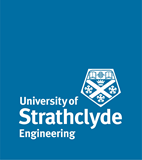 University of
Strathclyde
Engineering